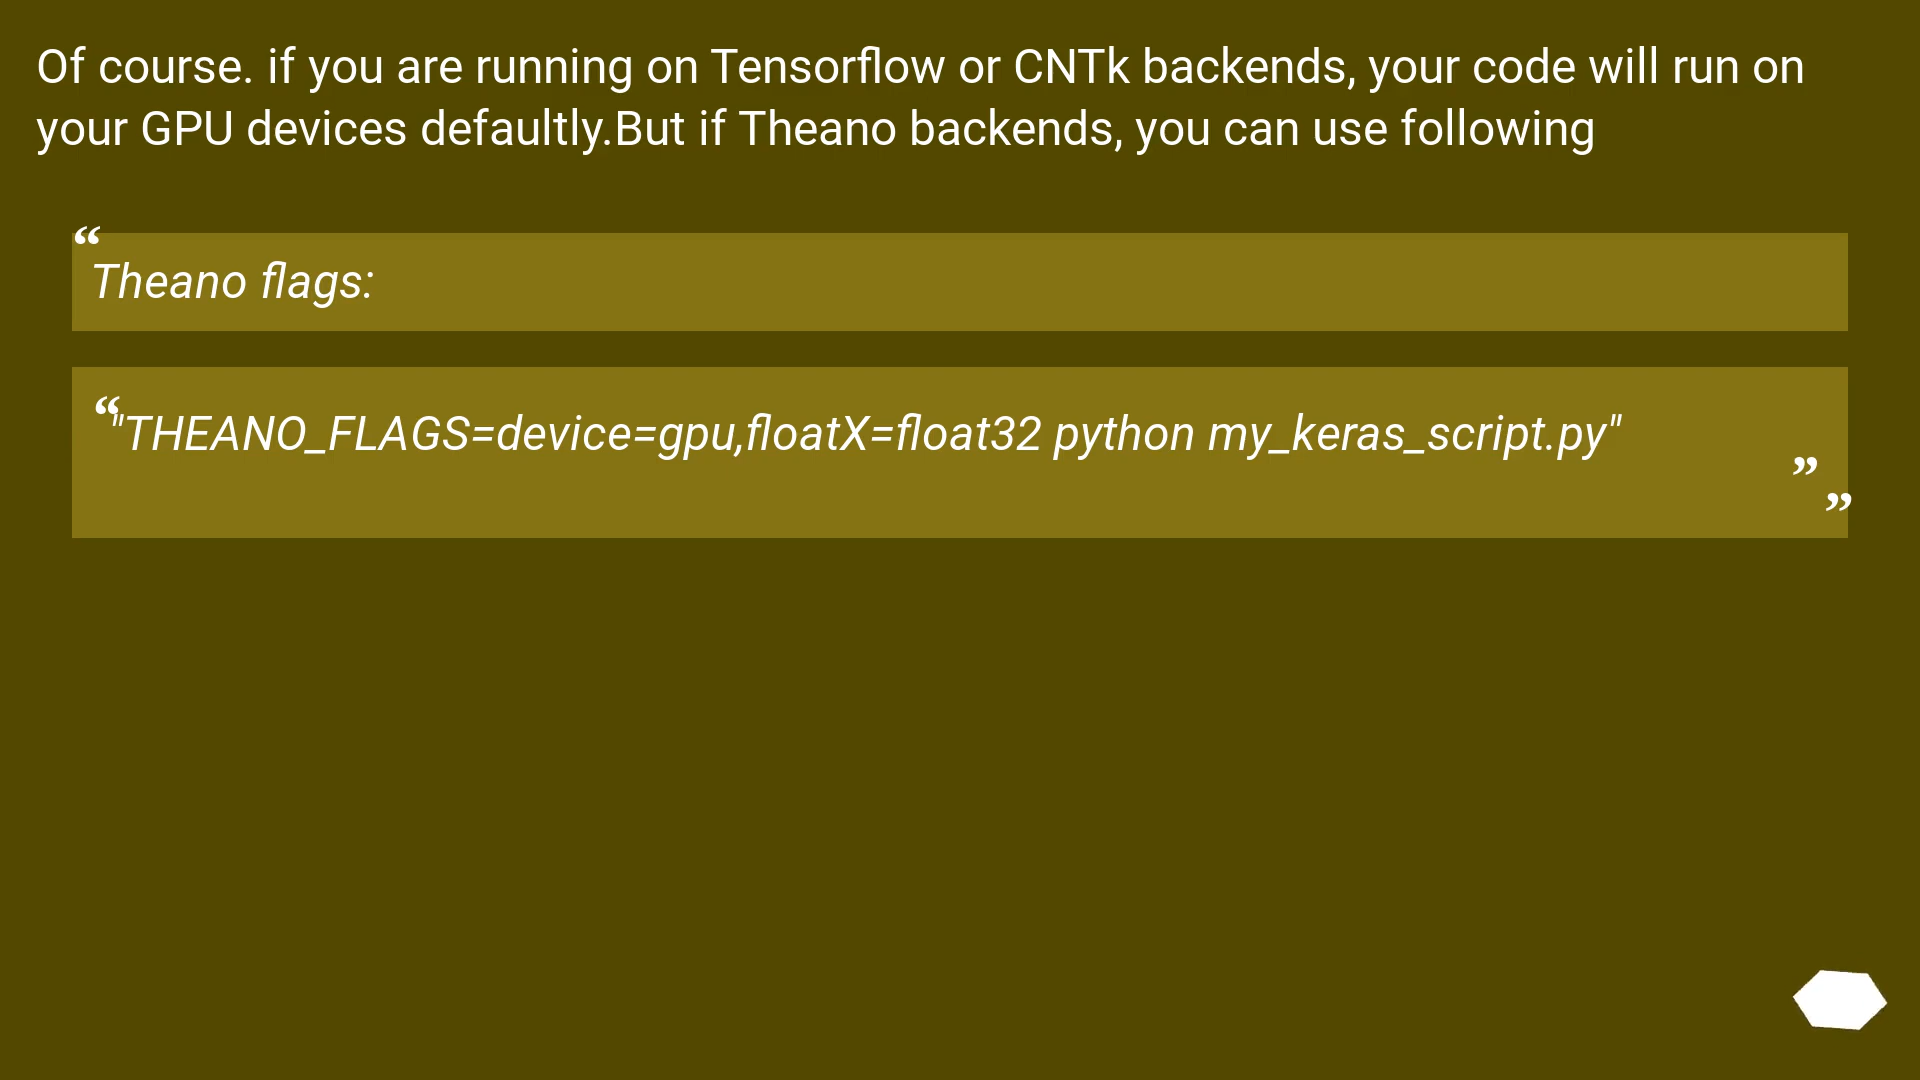 Of course. if you are running on Tensorflow or CNTk backends, your code will run on
your GPU devices defaultly.But if Theano backends, you can use following
“
Theano flags:
“
"THEANO_FLAGS=device=gpu,floatX=float32 python my_keras_script.py"
”
”